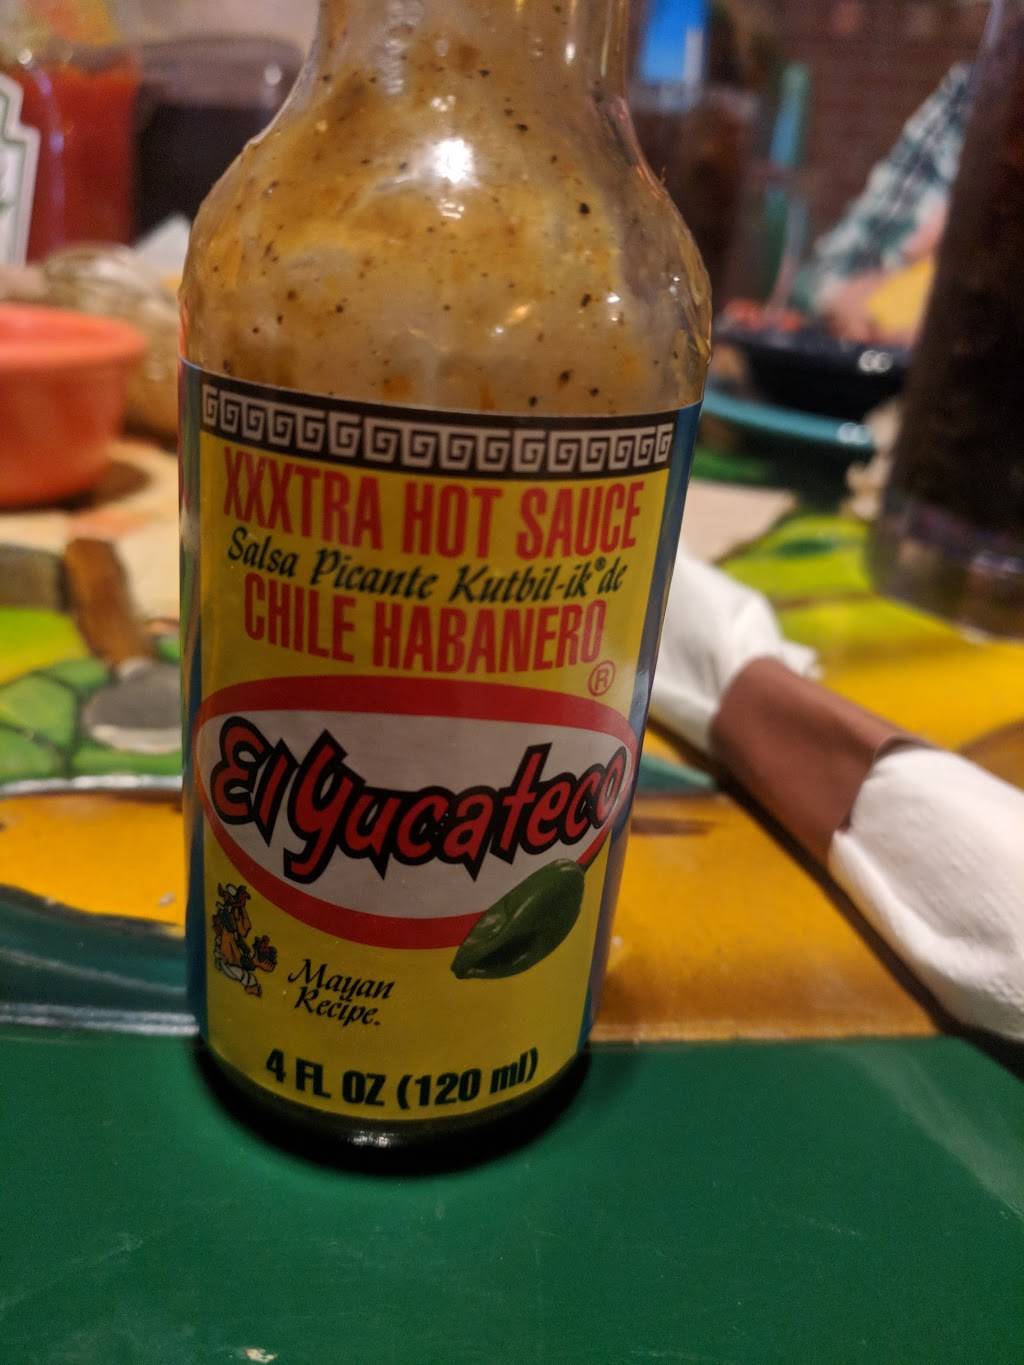 XXXTRA HOT SAUCE
Salsa Picante Kutbil-ik® de
CHILE HABANERO
®
El Yucateco
Mayan
Recipe.
4 FL OZ (120 ml)